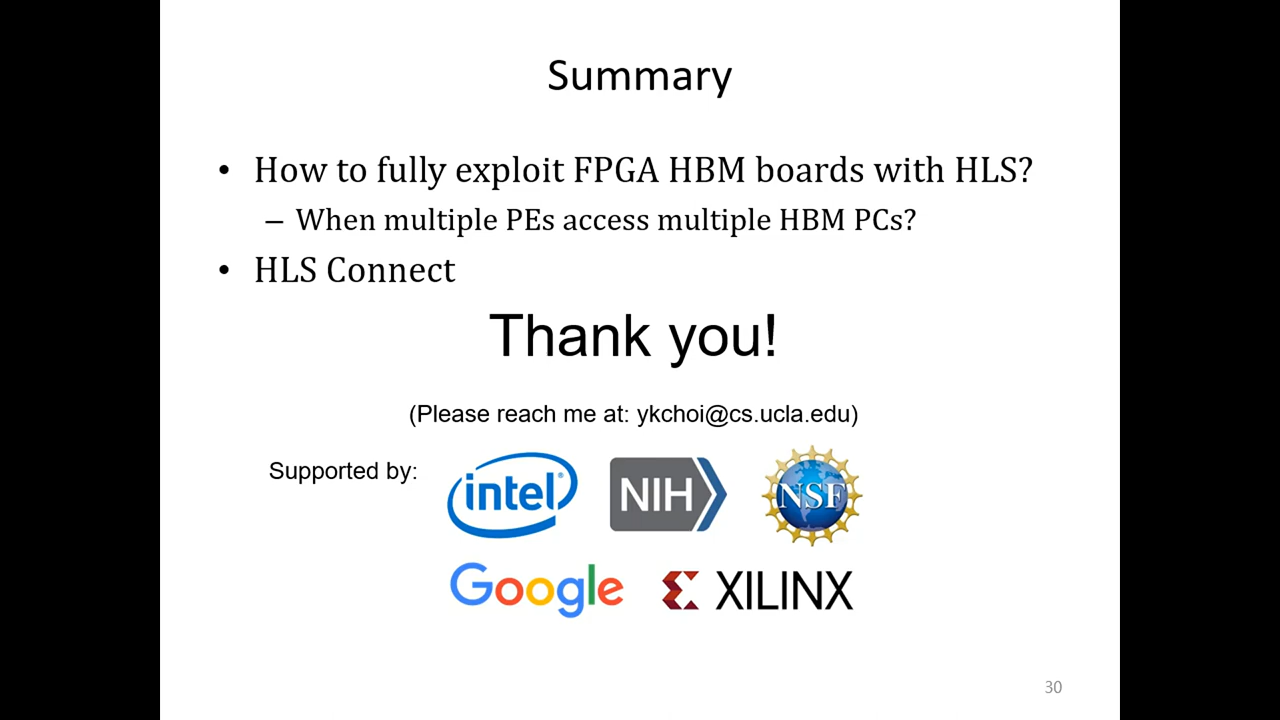 Summary
• How to fully exploit FPGA HBM boards with HLS?
– When multiple PEs access multiple HBM PCs?
• HLS Connect
Thank you!
(Please reach me at: ykchoi@cs.ucla.edu)
Supported by:
intel®
NIH
NSF
Google
XILINX
30